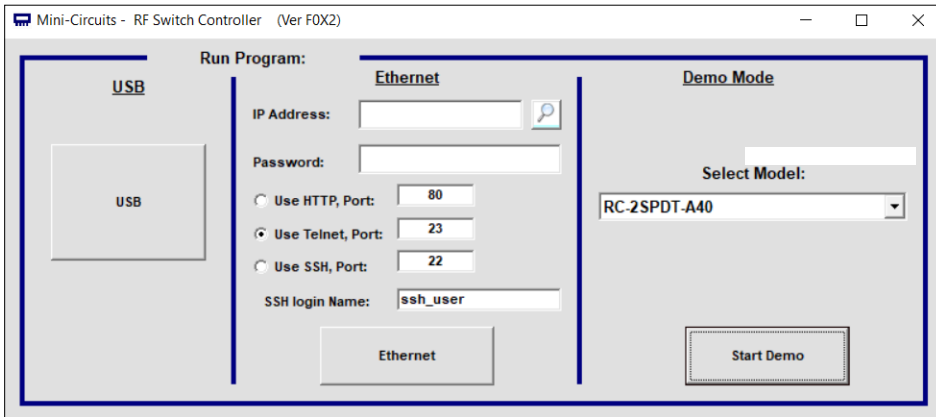 Mini-Circuits - RF Switch Controller (Ver F0X2)
Run Program:
USB
USB
Ethernet
IP Address:
Password:
Use HTTP, Port: 80
Use Telnet, Port: 23
Use SSH, Port: 22
SSH login Name: ssh_user
Ethernet
Demo Mode
Select Model:
RC-2SPDT-A40
Start Demo